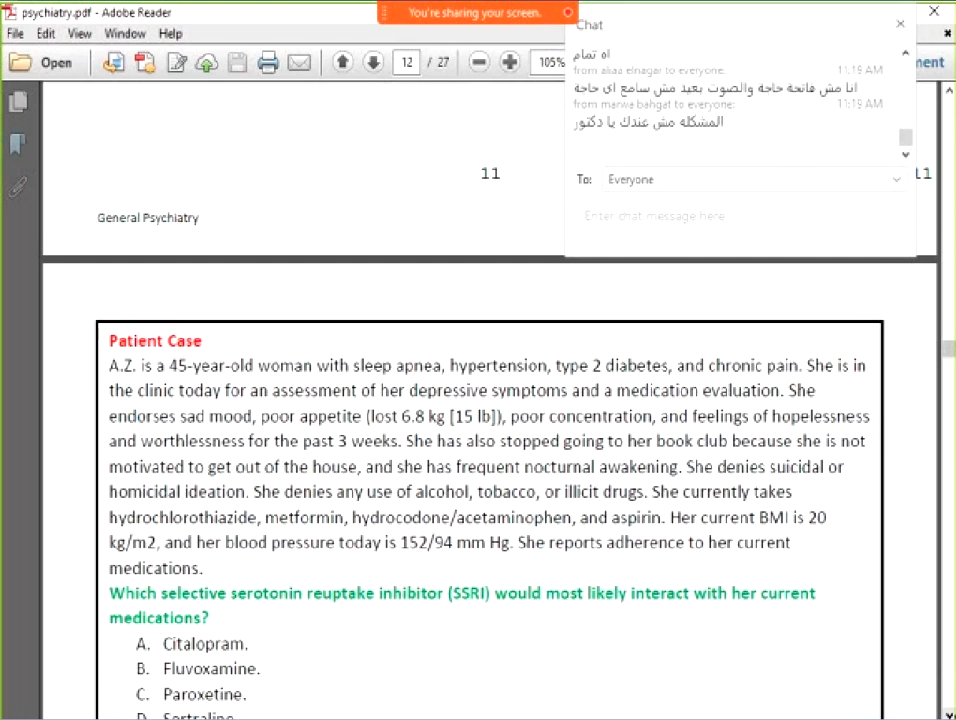 psychiatry.pdf - Adobe Reader
You're sharing your screen.
File Edit View Window Help
Open
12 / 27
105%
ment
Chat
اه تمام
from aliaa elnagar to everyone: 11:19 AM
انا مش فاتحة حاجه والصوت بعيد مش سامع اى حاجة
from marwa bahgat to everyone: 11:19 AM
المشكله مش عندك يا دكتور
To: Everyone
Enter chat message here
11
11
General Psychiatry
Patient Case
A.Z. is a 45-year-old woman with sleep apnea, hypertension, type 2 diabetes, and chronic pain. She is in
the clinic today for an assessment of her depressive symptoms and a medication evaluation. She
endorses sad mood, poor appetite (lost 6.8 kg [15 lb]), poor concentration, and feelings of hopelessness
and worthlessness for the past 3 weeks. She has also stopped going to her book club because she is not
motivated to get out of the house, and she has frequent nocturnal awakening. She denies suicidal or
homicidal ideation. She denies any use of alcohol, tobacco, or illicit drugs. She currently takes
hydrochlorothiazide, metformin, hydrocodone/acetaminophen, and aspirin. Her current BMI is 20
kg/m2, and her blood pressure today is 152/94 mm Hg. She reports adherence to her current
medications.
Which selective serotonin reuptake inhibitor (SSRI) would most likely interact with her current
medications?
A. Citalopram.
B. Fluvoxamine.
C. Paroxetine.
D. Sertraline